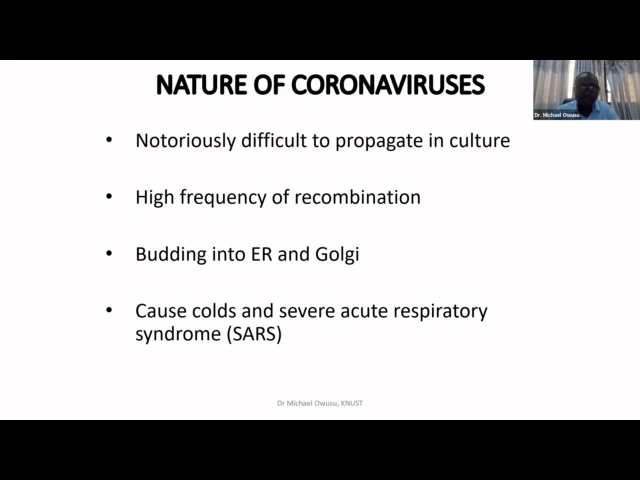 NATURE OF CORONAVIRUSES
Dr. Michael Owusu
• Notoriously difficult to propagate in culture
• High frequency of recombination
• Budding into ER and Golgi
• Cause colds and severe acute respiratory
syndrome (SARS)
Dr Michael Owusu, KNUST